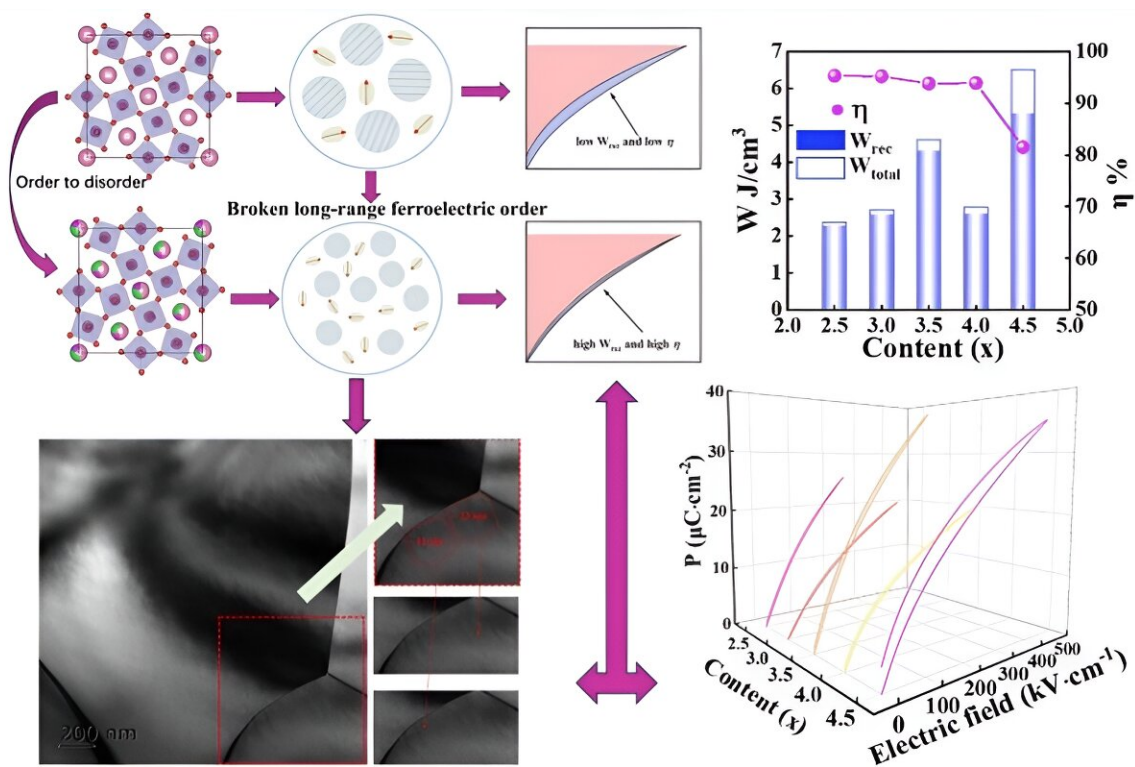 Order to disorder
Broken long-range ferroelectric order
low W_rec and low η
high W_rec and high η
7
6
5
4
3
2
1
0
W J/cm³
100
90
80
70
60
50
η %
η
W_rec
W_total
2.0 2.5 3.0 3.5 4.0 4.5 5.0
Content (x)
200 nm
40
30
20
10
0
P (μC·cm⁻²)
2.5
3.0
3.5
4.0
4.5
Content (x)
0
100
200
300
400
500
Electric field (kV·cm⁻¹)